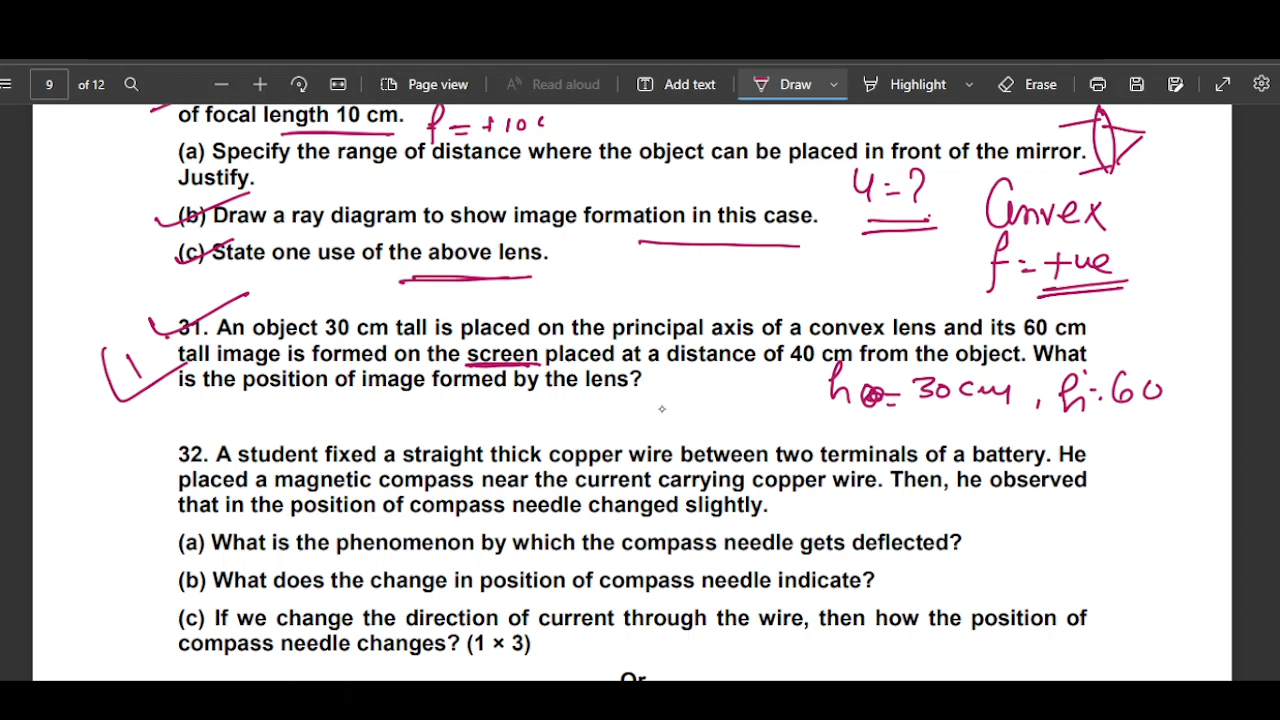 9 of 12 Page view Read aloud Add text Draw Highlight Erase
of focal length 10 cm. f = +10 c
(a) Specify the range of distance where the object can be placed in front of the mirror.
Justify.
u = ?
(b) Draw a ray diagram to show image formation in this case.
Convex
(c) State one use of the above lens.
f = +ve
31. An object 30 cm tall is placed on the principal axis of a convex lens and its 60 cm
tall image is formed on the screen placed at a distance of 40 cm from the object. What
is the position of image formed by the lens?
1
h = 30 cm, hi = 60
32. A student fixed a straight thick copper wire between two terminals of a battery. He
placed a magnetic compass near the current carrying copper wire. Then, he observed
that in the position of compass needle changed slightly.
(a) What is the phenomenon by which the compass needle gets deflected?
(b) What does the change in position of compass needle indicate?
(c) If we change the direction of current through the wire, then how the position of
compass needle changes? (1 × 3)
Or